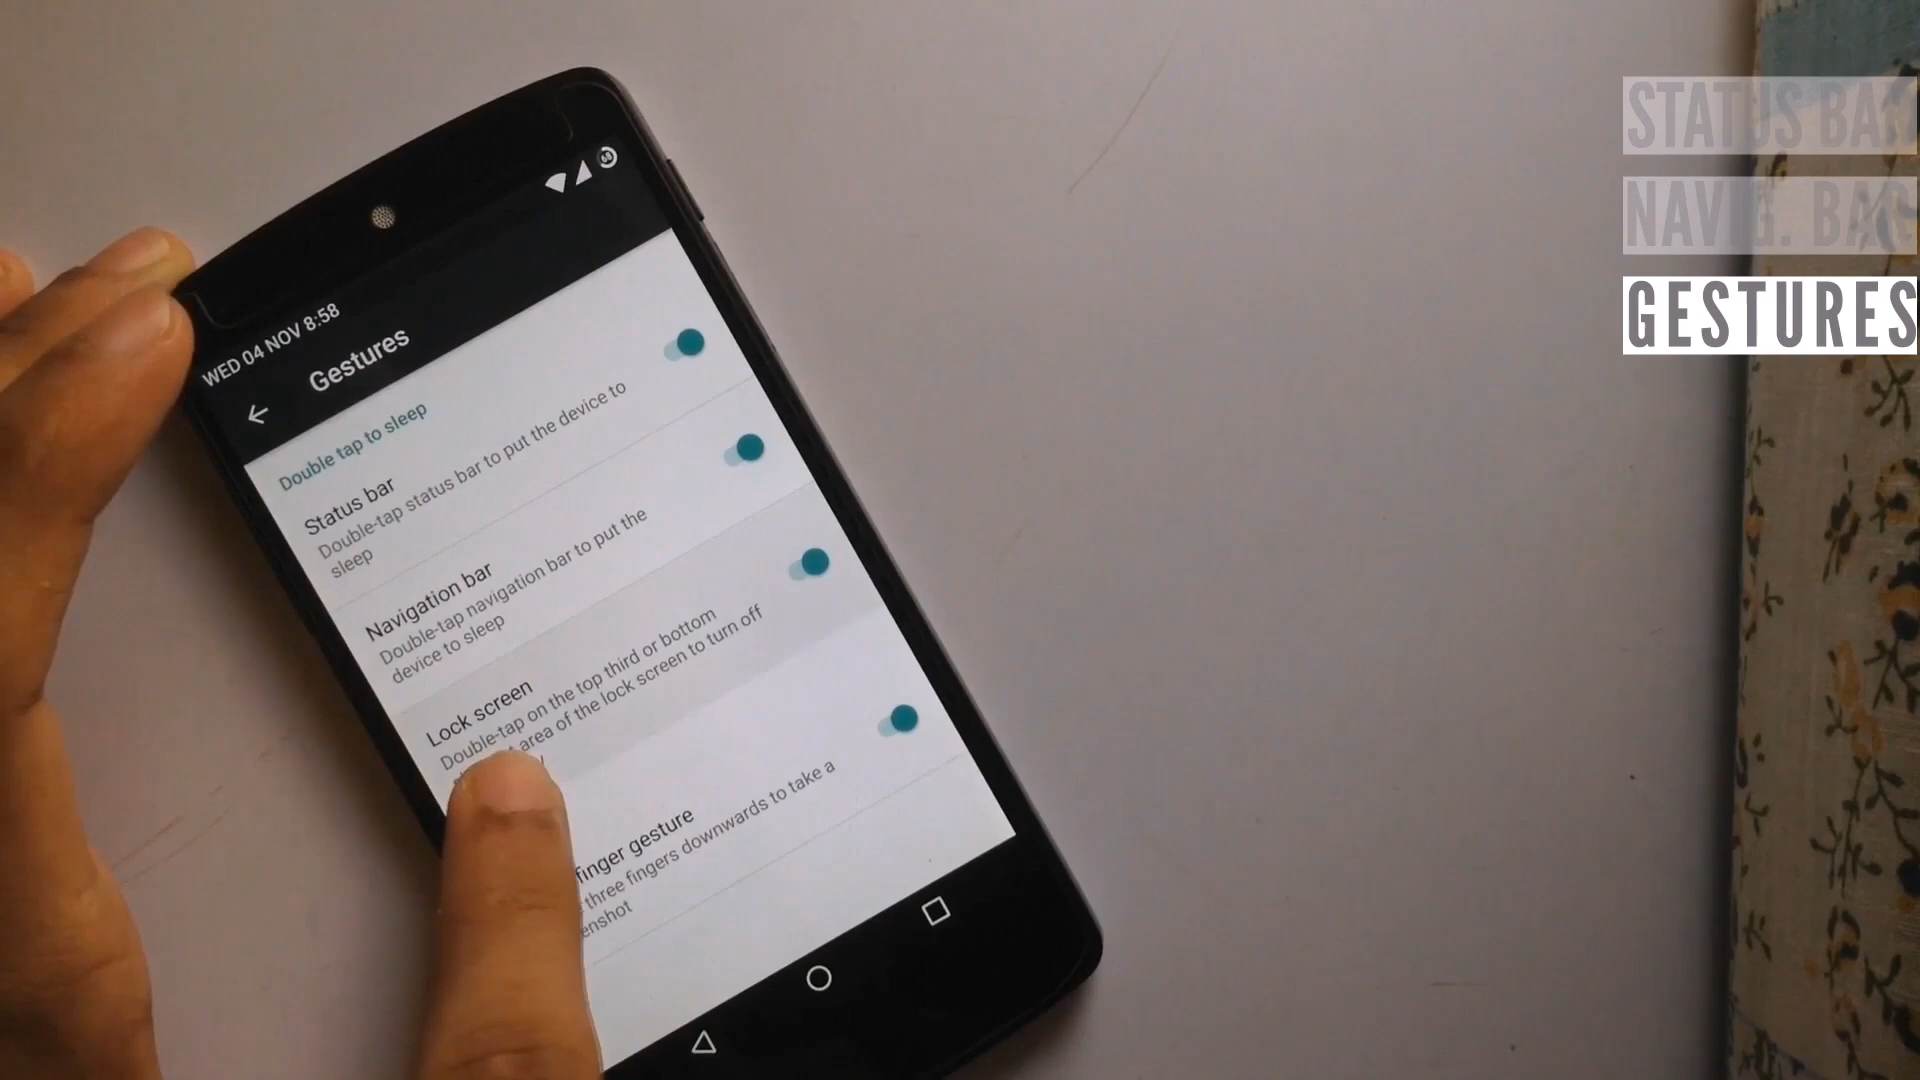 WED 04 NOV 8:58
68
Gestures
Double tap to sleep
Status bar
Double-tap status bar to put the device to
sleep
Navigation bar
Double-tap navigation bar to put the
device to sleep
Lock screen
Double-tap on the top third or bottom
area of the lock screen to turn off
finger gesture
three fingers downwards to take a
enshot
STATUS BAR
NAVIG. BAR
GESTURES